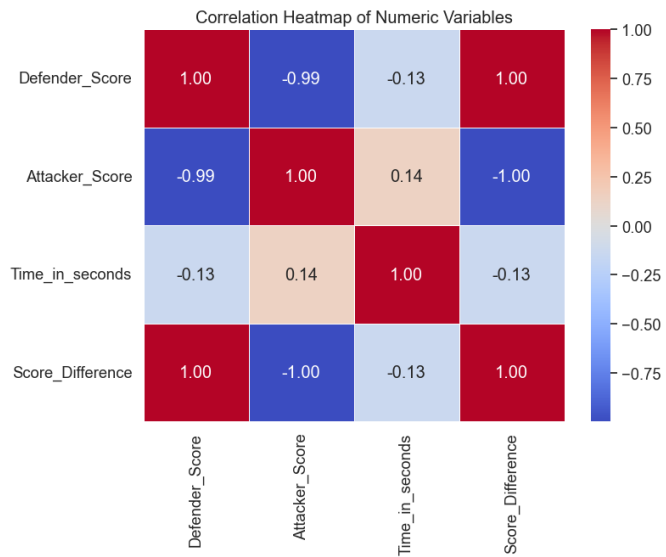 Correlation Heatmap of Numeric Variables
Defender_Score 1.00 -0.99 -0.13 1.00
Attacker_Score -0.99 1.00 0.14 -1.00
Time_in_seconds -0.13 0.14 1.00 -0.13
Score_Difference 1.00 -1.00 -0.13 1.00
Defender_Score
Attacker_Score
Time_in_seconds
Score_Difference
1.00
0.75
0.50
0.25
0.00
−0.25
−0.50
−0.75